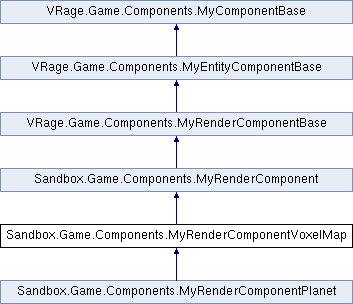 VRage.Game.Components.MyComponentBase
VRage.Game.Components.MyEntityComponentBase
VRage.Game.Components.MyRenderComponentBase
Sandbox.Game.Components.MyRenderComponent
Sandbox.Game.Components.MyRenderComponentVoxelMap
Sandbox.Game.Components.MyRenderComponentPlanet